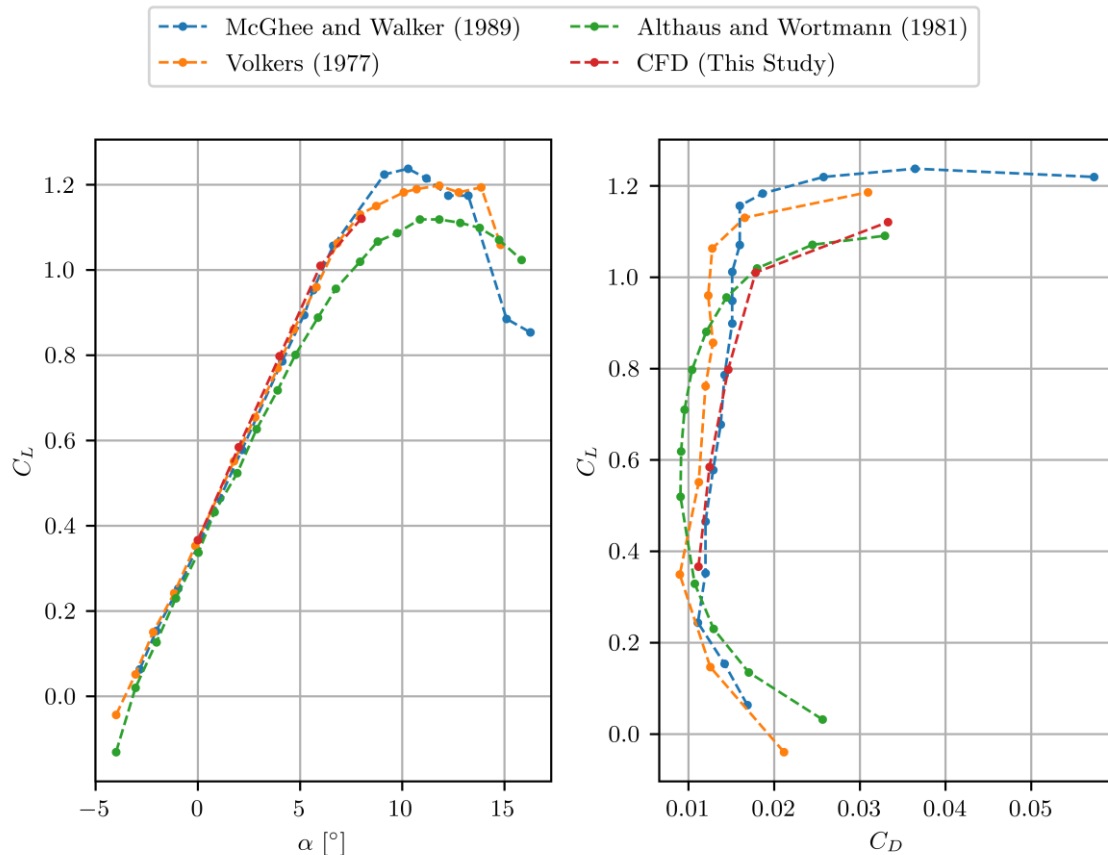 McGhee and Walker (1989)
Volkers (1977)
Althaus and Wortmann (1981)
CFD (This Study)
1.2
1.0
0.8
0.6
0.4
0.2
0.0
C_L
−5 0 5 10 15
α [°]
1.2
1.0
0.8
0.6
0.4
0.2
0.0
C_L
0.01 0.02 0.03 0.04 0.05
C_D